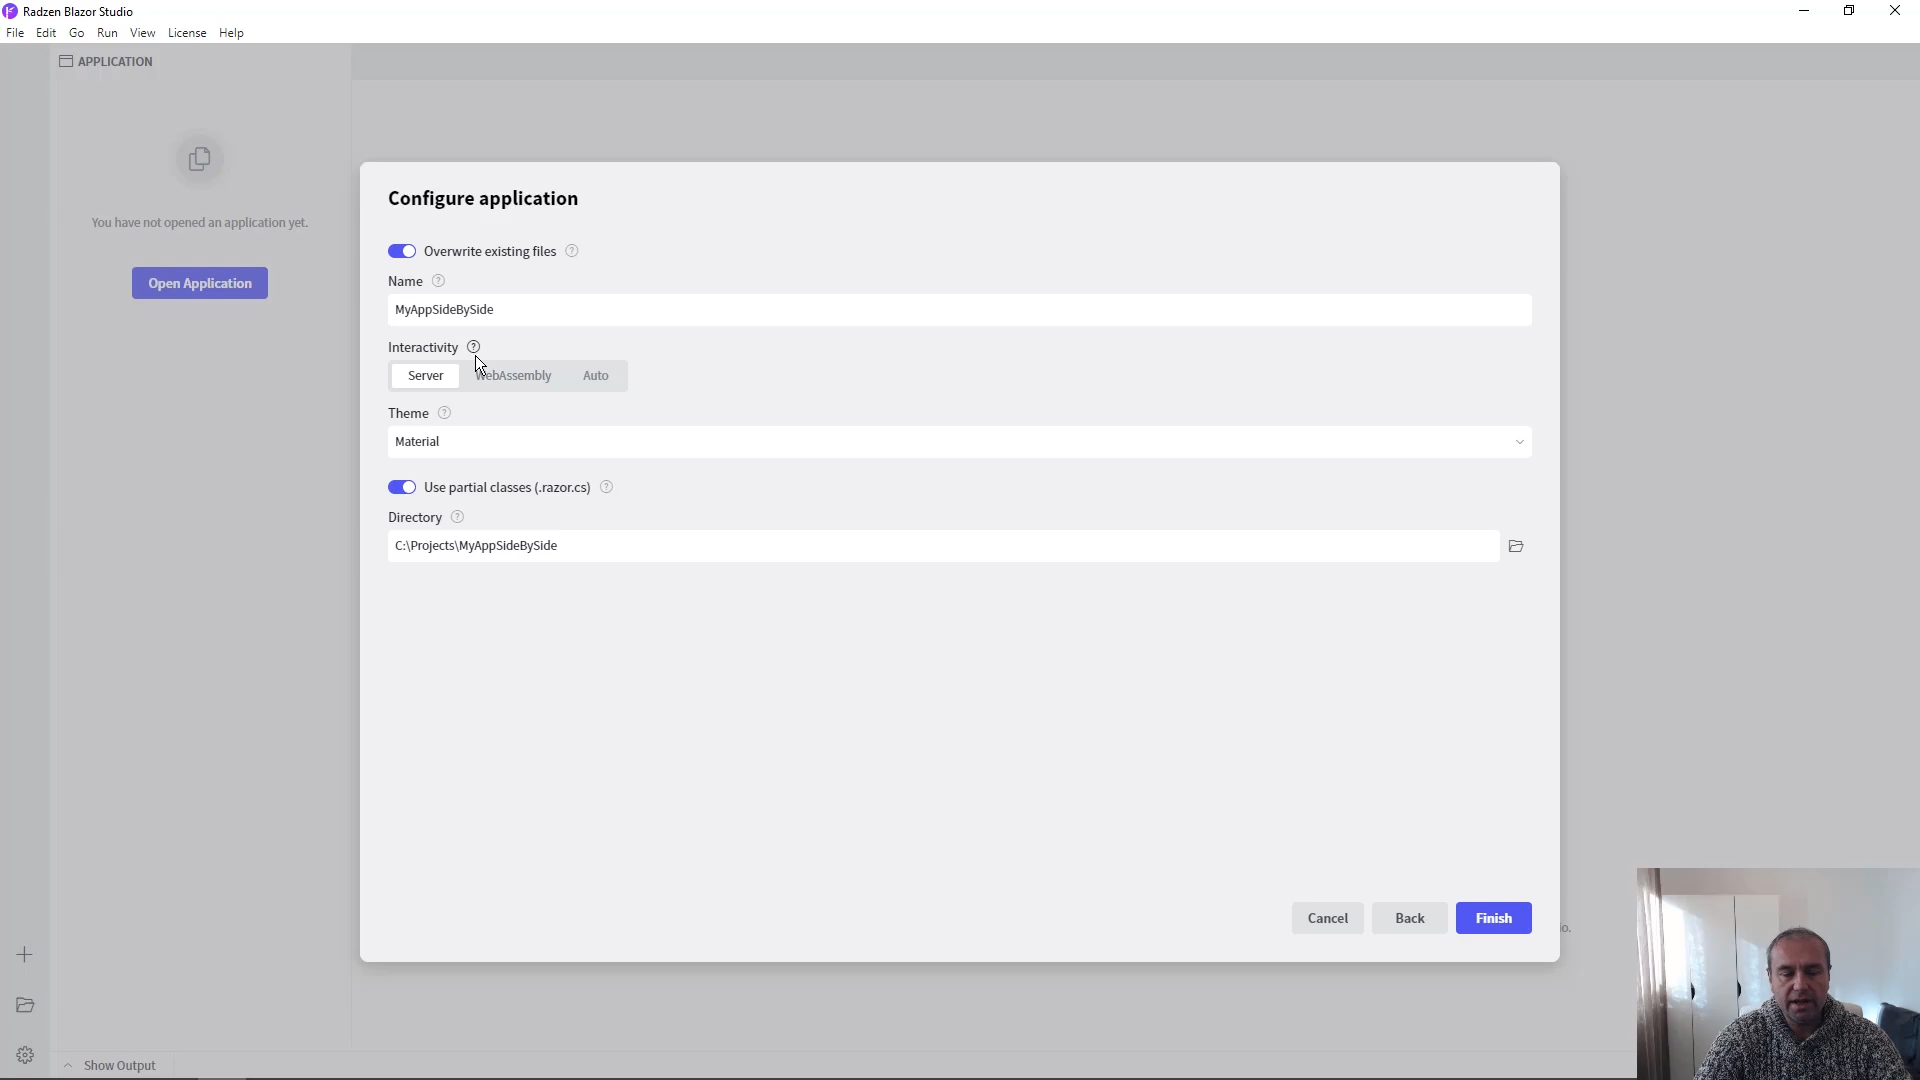 Radzen Blazor Studio
File Edit Go Run View License Help
APPLICATION
You have not opened an application yet.
Open Application
Configure application
Overwrite existing files
Name
MyAppSideBySide
Interactivity
Server WebAssembly Auto
Theme
Material
Use partial classes (.razor.cs)
Directory
C:\Projects\MyAppSideBySide
Cancel Back Finish
io.
Show Output